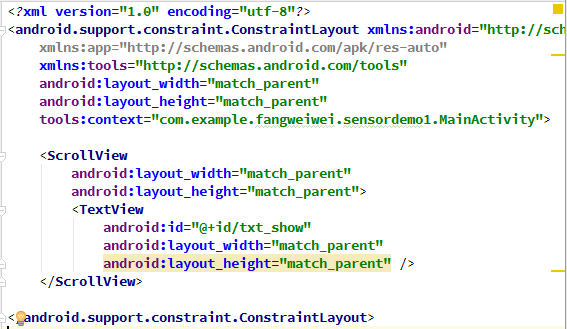 <?xml version="1.0" encoding="utf-8"?>
<android.support.constraint.ConstraintLayout xmlns:android="http://sch
xmlns:app="http://schemas.android.com/apk/res-auto"
xmlns:tools="http://schemas.android.com/tools"
android:layout_width="match_parent"
android:layout_height="match_parent"
tools:context="com.example.fangweiwei.sensordemo1.MainActivity">
<ScrollView
android:layout_width="match_parent"
android:layout_height="match_parent">
<TextView
android:id="@+id/txt_show"
android:layout_width="match_parent"
android:layout_height="match_parent" />
</ScrollView>
</android.support.constraint.ConstraintLayout>